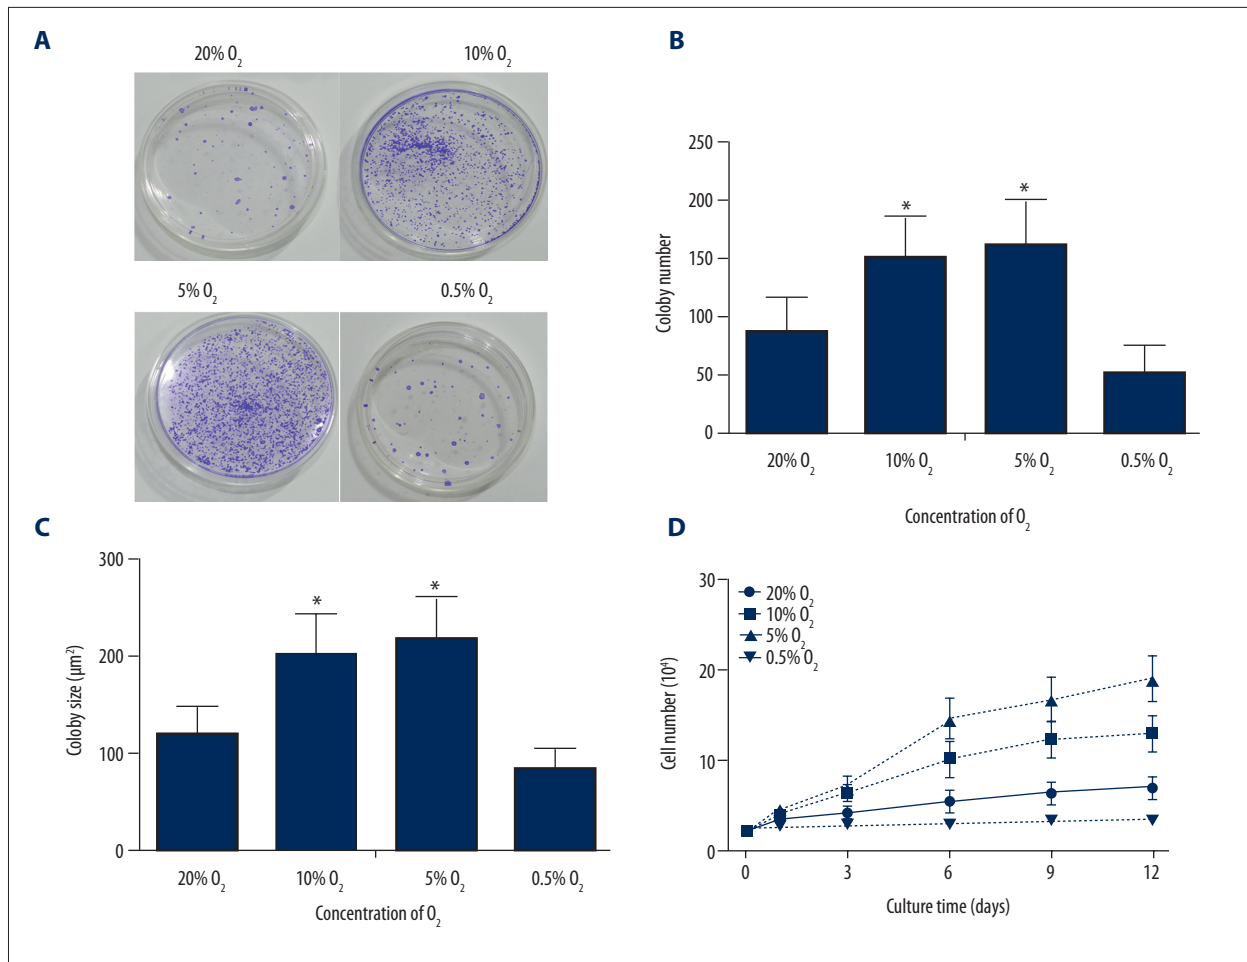 A
20% O2
10% O2
5% O2
0.5% O2
B
Coloby number
250
200
150
100
50
0
*
*
20% O2
10% O2
5% O2
0.5% O2
Concentration of O2
C
Coloby size (µm²)
300
200
100
0
*
*
20% O2
10% O2
5% O2
0.5% O2
Concentration of O2
D
Cell number (10⁴)
30
20
10
0
20% O2
10% O2
5% O2
0.5% O2
0
3
6
9
12
Culture time (days)